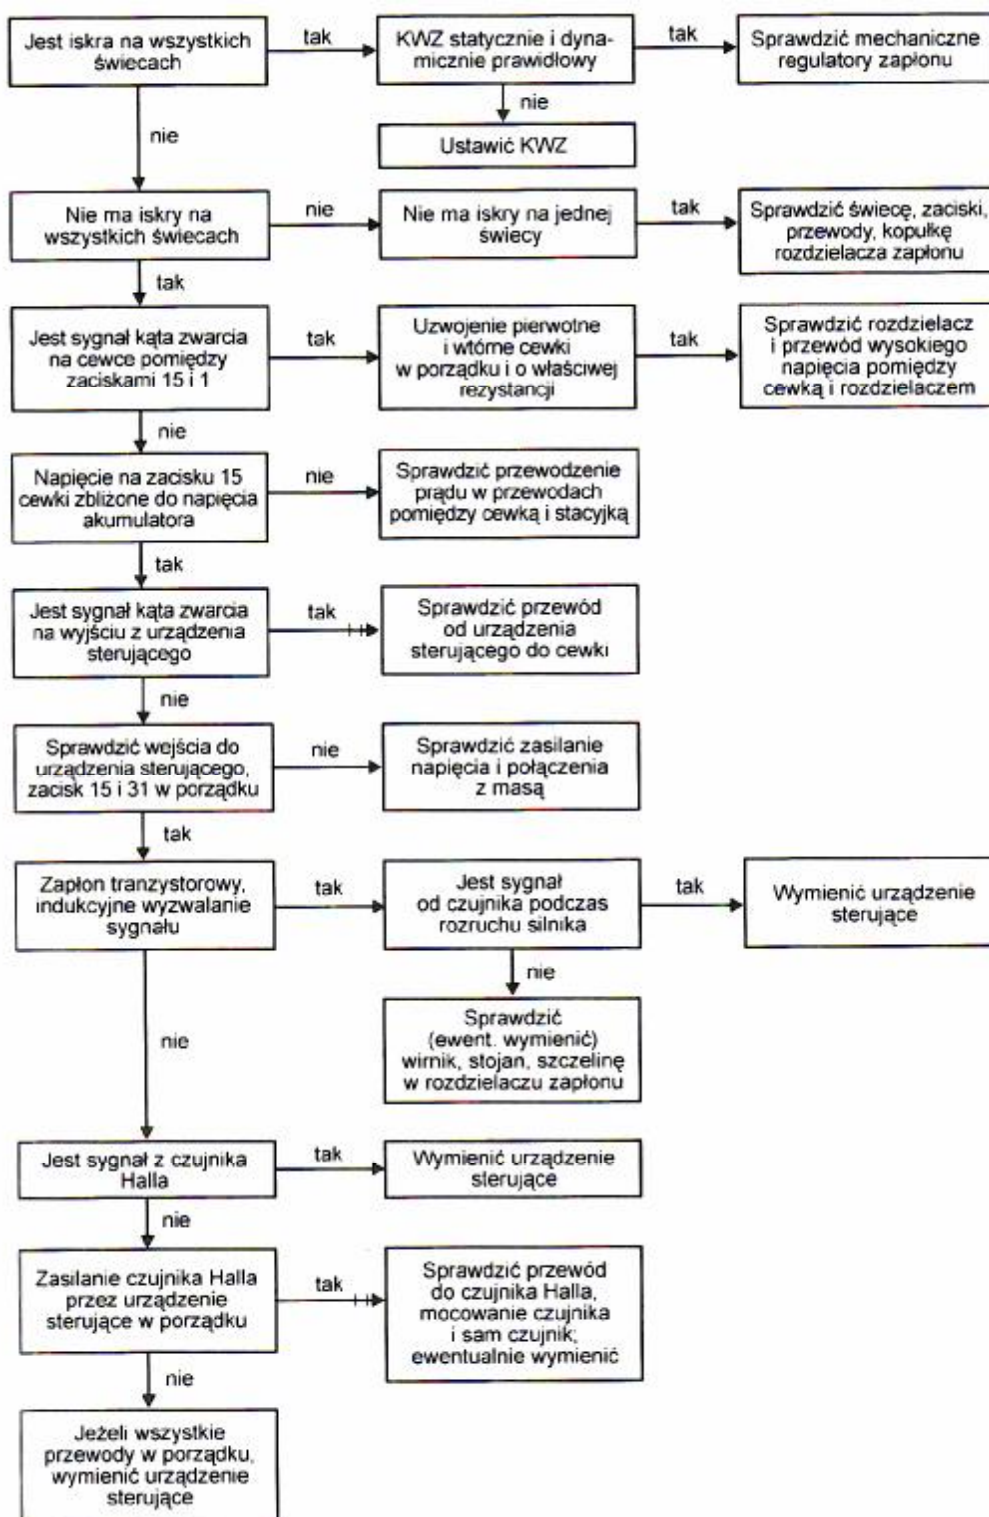 Jest iskra na wszystkich
świecach
tak
KWZ statycznie i dyna-
micznie prawidłowy
tak
Sprawdzić mechaniczne
regulatory zapłonu
nie
nie
Ustawić KWZ
Nie ma iskry na
wszystkich świecach
nie
Nie ma iskry na jednej
świecy
tak
Sprawdzić świecę, zaciski,
przewody, kopułkę
rozdzielacza zapłonu
tak
Jest sygnał kąta zwarcia
na cewce pomiędzy
zaciskami 15 i 1
tak
Uzwojenie pierwotne
i wtórne cewki
w porządku i o właściwej
rezystancji
tak
Sprawdzić rozdzielacz
i przewód wysokiego
napięcia pomiędzy
cewką i rozdzielaczem
nie
Napięcie na zacisku 15
cewki zbliżone do napięcia
akumulatora
nie
Sprawdzić przewodzenie
prądu w przewodach
pomiędzy cewką i stacyjką
tak
Jest sygnał kąta zwarcia
na wyjściu z urządzenia
sterującego
tak
Sprawdzić przewód
od urządzenia
sterującego do cewki
nie
Sprawdzić wejścia do
urządzenia sterującego,
zacisk 15 i 31 w porządku
nie
Sprawdzić zasilanie
napięcia i połączenia
z masą
tak
Zapłon tranzystorowy,
indukcyjne wyzwalanie
sygnału
tak
Jest sygnał
od czujnika podczas
rozruchu silnika
tak
Wymienić urządzenie
sterujące
nie
nie
Sprawdzić
(ewent. wymienić)
wirnik, stojan, szczelinę
w rozdzielaczu zapłonu
Jest sygnał z czujnika
Halla
tak
Wymienić urządzenie
sterujące
nie
Zasilanie czujnika Halla
przez urządzenie
sterujące w porządku
tak
Sprawdzić przewód
do czujnika Halla,
mocowanie czujnika
i sam czujnik;
ewentualnie wymienić
nie
Jeżeli wszystkie
przewody w porządku,
wymienić urządzenie
sterujące